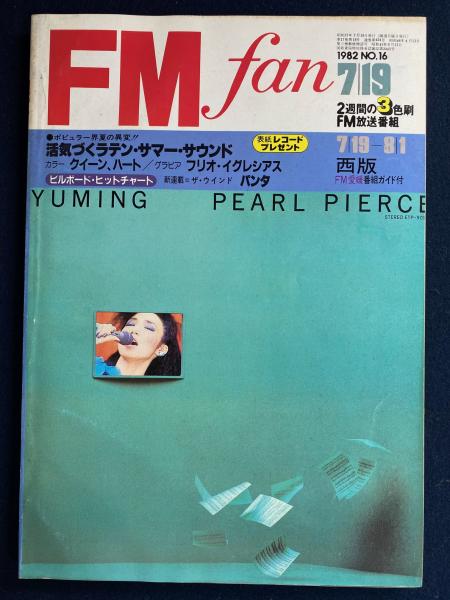 FM fan
1982 NO.16
7/19
2週間の3色刷
FM放送番組
●ポピュラー界夏の異変!!
活気づくラテン・サマー・サウンド
カラー クイーン、ハート/グラビア フリオ・イグレシアス
ビルボード・ヒットチャート 新連載=ザ・ウインド パンタ
表紙レコード
プレゼント
7/19-8/1
西版
FM愛媛番組ガイド付
YUMING PEARL PIERCE